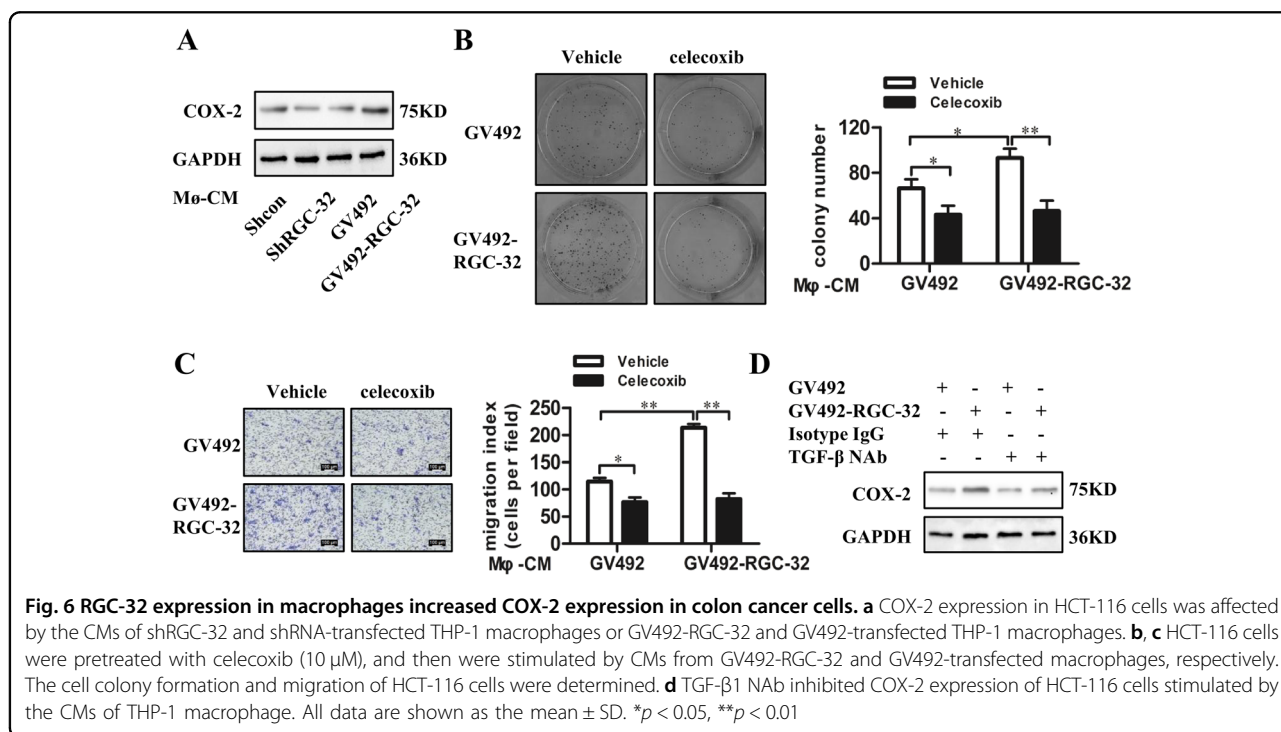 A
COX-2 75KD
GAPDH 36KD
Mø-CM
Shcon
ShRGC-32
GV492
GV492-RGC-32
B
Vehicle celecoxib
GV492
GV492-
RGC-32
Vehicle
Celecoxib
colony number
120
80
40
0
* * **
Mφ -CM GV492 GV492-RGC-32
C
Vehicle celecoxib
GV492
GV492-
RGC-32
100 μm
100 μm
100 μm
100 μm
Vehicle
Celecoxib
migration index
(cells per field)
250
200
150
100
50
0
** ** *
Mφ -CM GV492 GV492-RGC-32
D
GV492 + - + -
GV492-RGC-32 - + - +
Isotype IgG + + - -
TGF-β NAb - - + +
COX-2 75KD
GAPDH 36KD
Fig. 6 RGC-32 expression in macrophages increased COX-2 expression in colon cancer cells. a COX-2 expression in HCT-116 cells was affected
by the CMs of shRGC-32 and shRNA-transfected THP-1 macrophages or GV492-RGC-32 and GV492-transfected THP-1 macrophages. b, c HCT-116 cells
were pretreated with celecoxib (10 μM), and then were stimulated by CMs from GV492-RGC-32 and GV492-transfected macrophages, respectively.
The cell colony formation and migration of HCT-116 cells were determined. d TGF-β1 NAb inhibited COX-2 expression of HCT-116 cells stimulated by
the CMs of THP-1 macrophage. All data are shown as the mean ± SD. *p < 0.05, **p < 0.01